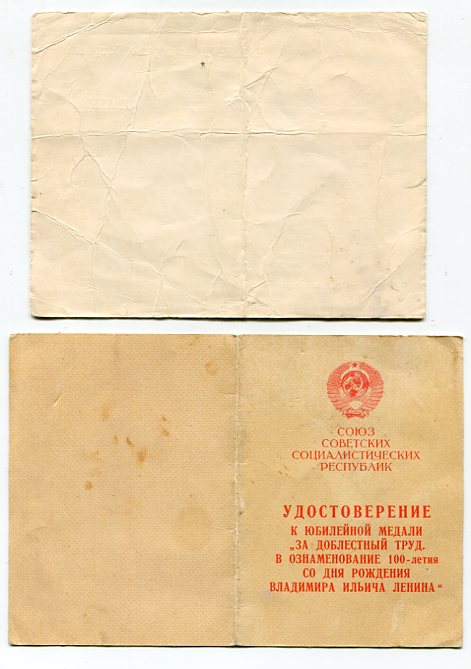 СОЮЗ
СОВЕТСКИХ
СОЦИАЛИСТИЧЕСКИХ
РЕСПУБЛИК
УДОСТОВЕРЕНИЕ
К ЮБИЛЕЙНОЙ МЕДАЛИ
„ЗА ДОБЛЕСТНЫЙ ТРУД.
В ОЗНАМЕНОВАНИЕ 100-летия
СО ДНЯ РОЖДЕНИЯ
ВЛАДИМИРА ИЛЬИЧА ЛЕНИНА“